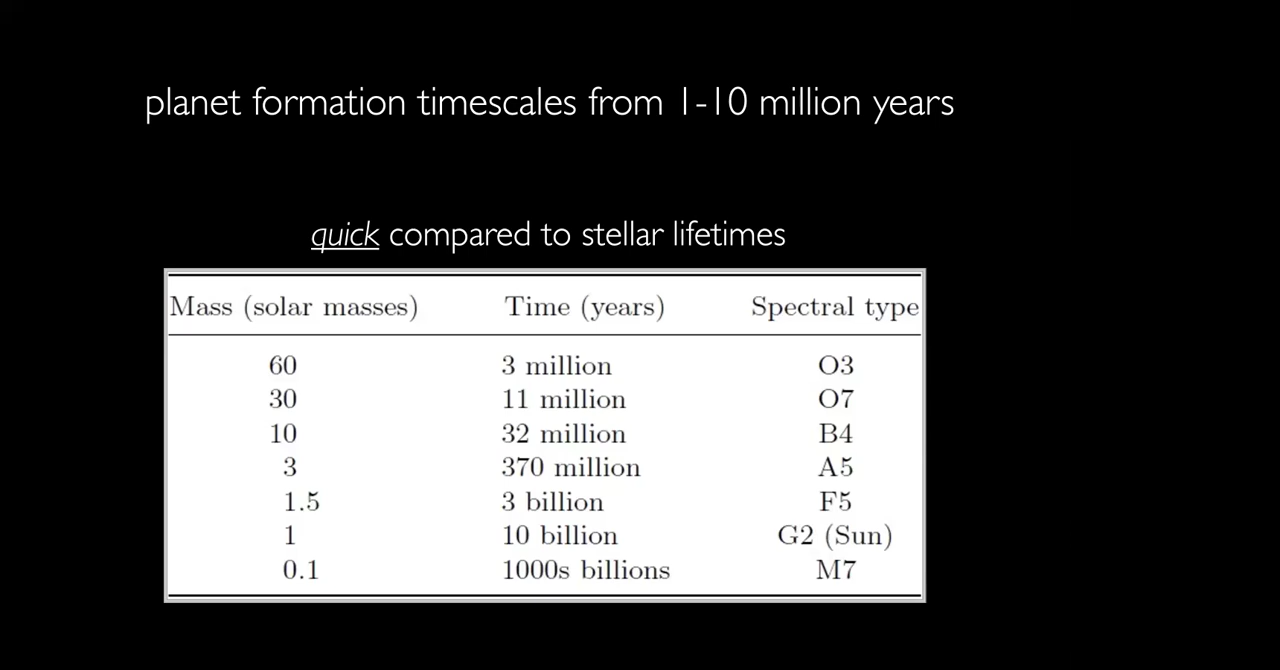 planet formation timescales from 1-10 million years
quick compared to stellar lifetimes
Mass (solar masses) Time (years) Spectral type
60 3 million O3
30 11 million O7
10 32 million B4
3 370 million A5
1.5 3 billion F5
1 10 billion G2 (Sun)
0.1 1000s billions M7